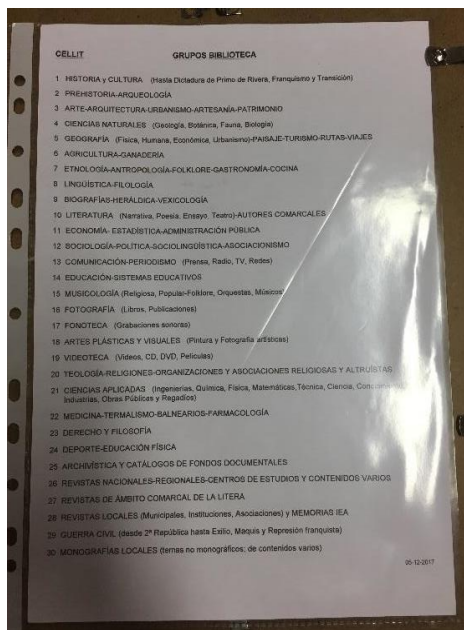 CELLIT GRUPOS BIBLIOTECA
1 HISTORIA y CULTURA (Hasta Dictadura de Primo de Rivera, Franquismo y Transición)
2 PREHISTORIA-ARQUEOLOGÍA
3 ARTE-ARQUITECTURA-URBANISMO-ARTESANÍA-PATRIMONIO
4 CIENCIAS NATURALES (Geología, Botánica, Fauna, Biología)
5 GEOGRAFÍA (Física, Humana, Económica, Urbanismo)-PAISAJE-TURISMO-RUTAS-VIAJES
6 AGRICULTURA-GANADERÍA
7 ETNOLOGÍA-ANTROPOLOGÍA-FOLKLORE-GASTRONOMÍA-COCINA
8 LINGÜÍSTICA-FILOLOGÍA
9 BIOGRAFÍAS-HERÁLDICA-VEXICOLOGÍA
10 LITERATURA (Narrativa, Poesía, Ensayo, Teatro)-AUTORES COMARCALES
11 ECONOMÍA- ESTADÍSTICA-ADMINISTRACIÓN PÚBLICA
12 SOCIOLOGÍA-POLÍTICA-SOCIOLINGÜÍSTICA-ASOCIACIONISMO
13 COMUNICACIÓN-PERIODISMO (Prensa, Radio, TV, Redes)
14 EDUCACIÓN-SISTEMAS EDUCATIVOS
15 MUSICOLOGÍA (Religiosa, Popular-Folklore, Orquestas, Músicos)
16 FOTOGRAFÍA (Libros, Publicaciones)
17 FONOTECA (Grabaciones sonoras)
18 ARTES PLÁSTICAS Y VISUALES (Pintura y Fotografía artísticas)
19 VIDEOTECA (Videos, CD, DVD, Películas)
20 TEOLOGÍA-RELIGIONES-ORGANIZACIONES Y ASOCIACIONES RELIGIOSAS Y ALTRUISTAS
21 CIENCIAS APLICADAS (Ingenierías, Química, Física, Matemáticas,Técnica, Ciencia,
Industrias, Obras Públicas y Regadíos)
22 MEDICINA-TERMALISMO-BALNEARIOS-FARMACOLOGÍA
23 DERECHO Y FILOSOFÍA
24 DEPORTE-EDUCACIÓN FÍSICA
25 ARCHIVÍSTICA Y CATÁLOGOS DE FONDOS DOCUMENTALES
26 REVISTAS NACIONALES-REGIONALES-CENTROS DE ESTUDIOS Y CONTENIDOS VARIOS
27 REVISTAS DE ÁMBITO COMARCAL DE LA LITERA
28 REVISTAS LOCALES (Municipales, Instituciones, Asociaciones) y MEMORIAS IEA
29 GUERRA CIVIL (desde 2ª República hasta Exilio, Maquis y Represión franquista)
30 MONOGRAFÍAS LOCALES (temas no monográficos: de contenidos varios)
05-12-2017